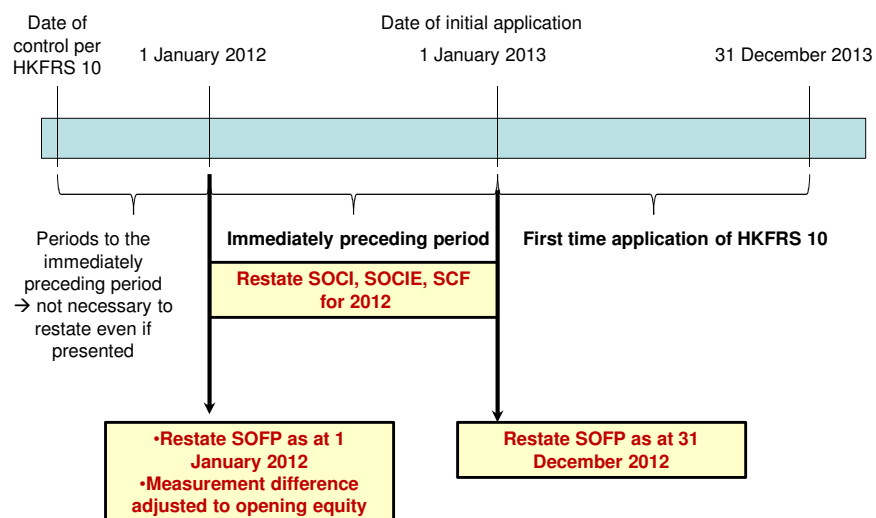 Date of
control per
HKFRS 10
1 January 2012
Date of initial application
1 January 2013
31 December 2013
Periods to the
immediately
preceding period
→ not necessary to
restate even if
presented
Immediately preceding period
First time application of HKFRS 10
Restate SOCI, SOCIE, SCF
for 2012
•Restate SOFP as at 1
January 2012
•Measurement difference
adjusted to opening equity
Restate SOFP as at 31
December 2012